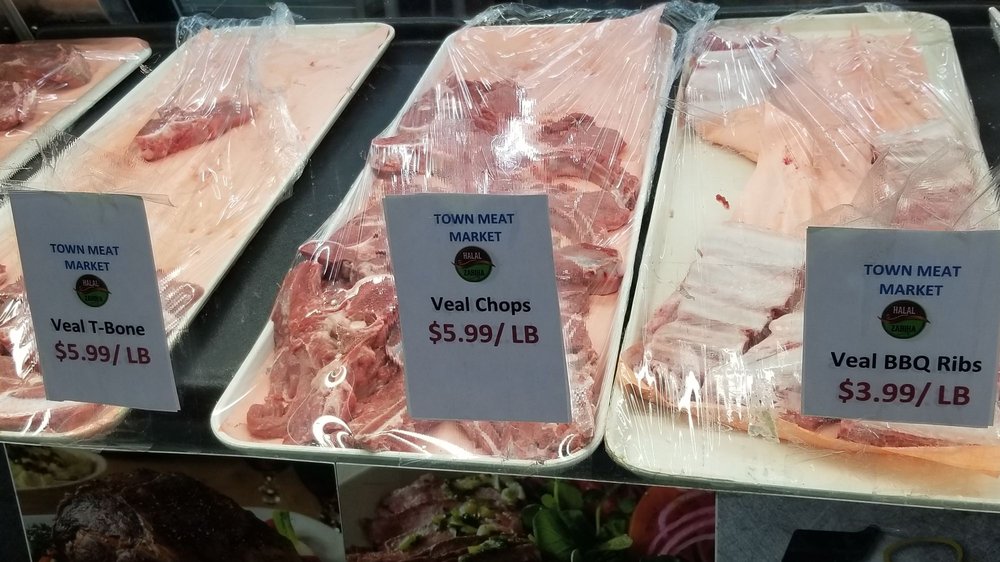 TOWN MEAT
MARKET
HALAL
ZABIHA
Veal T-Bone
$5.99/ LB
TOWN MEAT
MARKET
HALAL
ZABIHA
Veal Chops
$5.99/ LB
TOWN MEAT
MARKET
HALAL
ZABIHA
Veal BBQ Ribs
$3.99/ LB